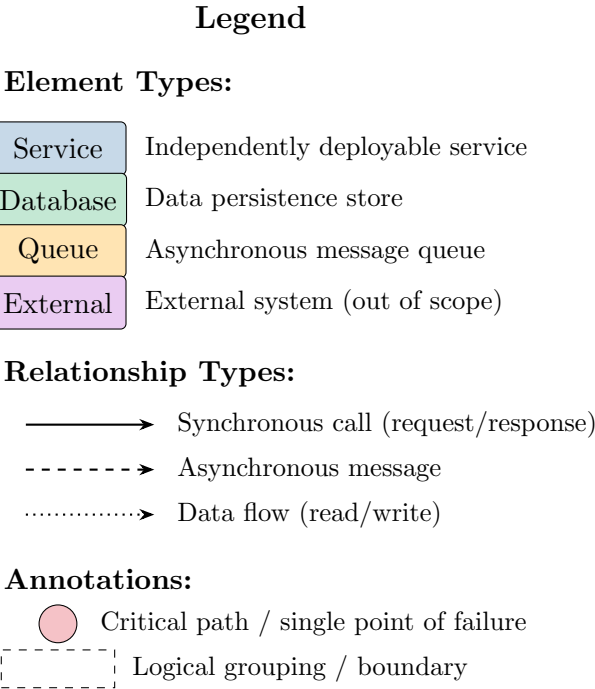 Legend
Element Types:
Service Independently deployable service
Database Data persistence store
Queue Asynchronous message queue
External External system (out of scope)
Relationship Types:
Synchronous call (request/response)
Asynchronous message
Data flow (read/write)
Annotations:
Critical path / single point of failure
Logical grouping / boundary